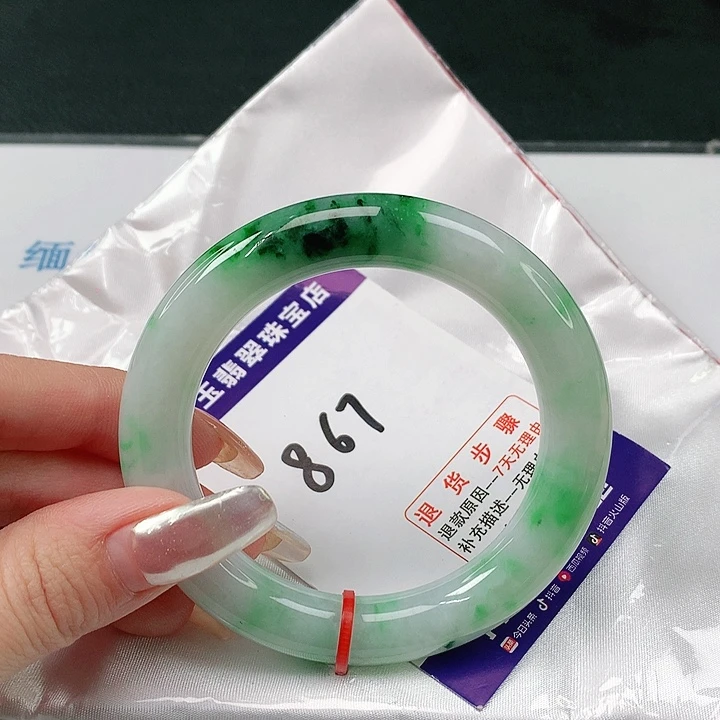 缅
玉翡翠珠宝店
867
退货步骤
退款原因--7天无理由
补充描述--无理由
今日头条 抖音 西瓜视频 抖音火山版